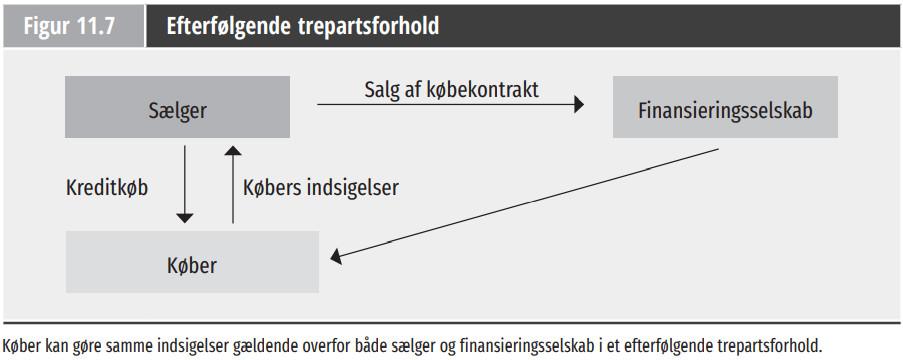 Figur 11.7 Efterfølgende trepartsforhold
Sælger
Salg af købekontrakt
Finansieringsselskab
Kreditkøb
Købers indsigelser
Køber
Køber kan gøre samme indsigelser gældende overfor både sælger og finansieringsselskab i et efterfølgende trepartsforhold.